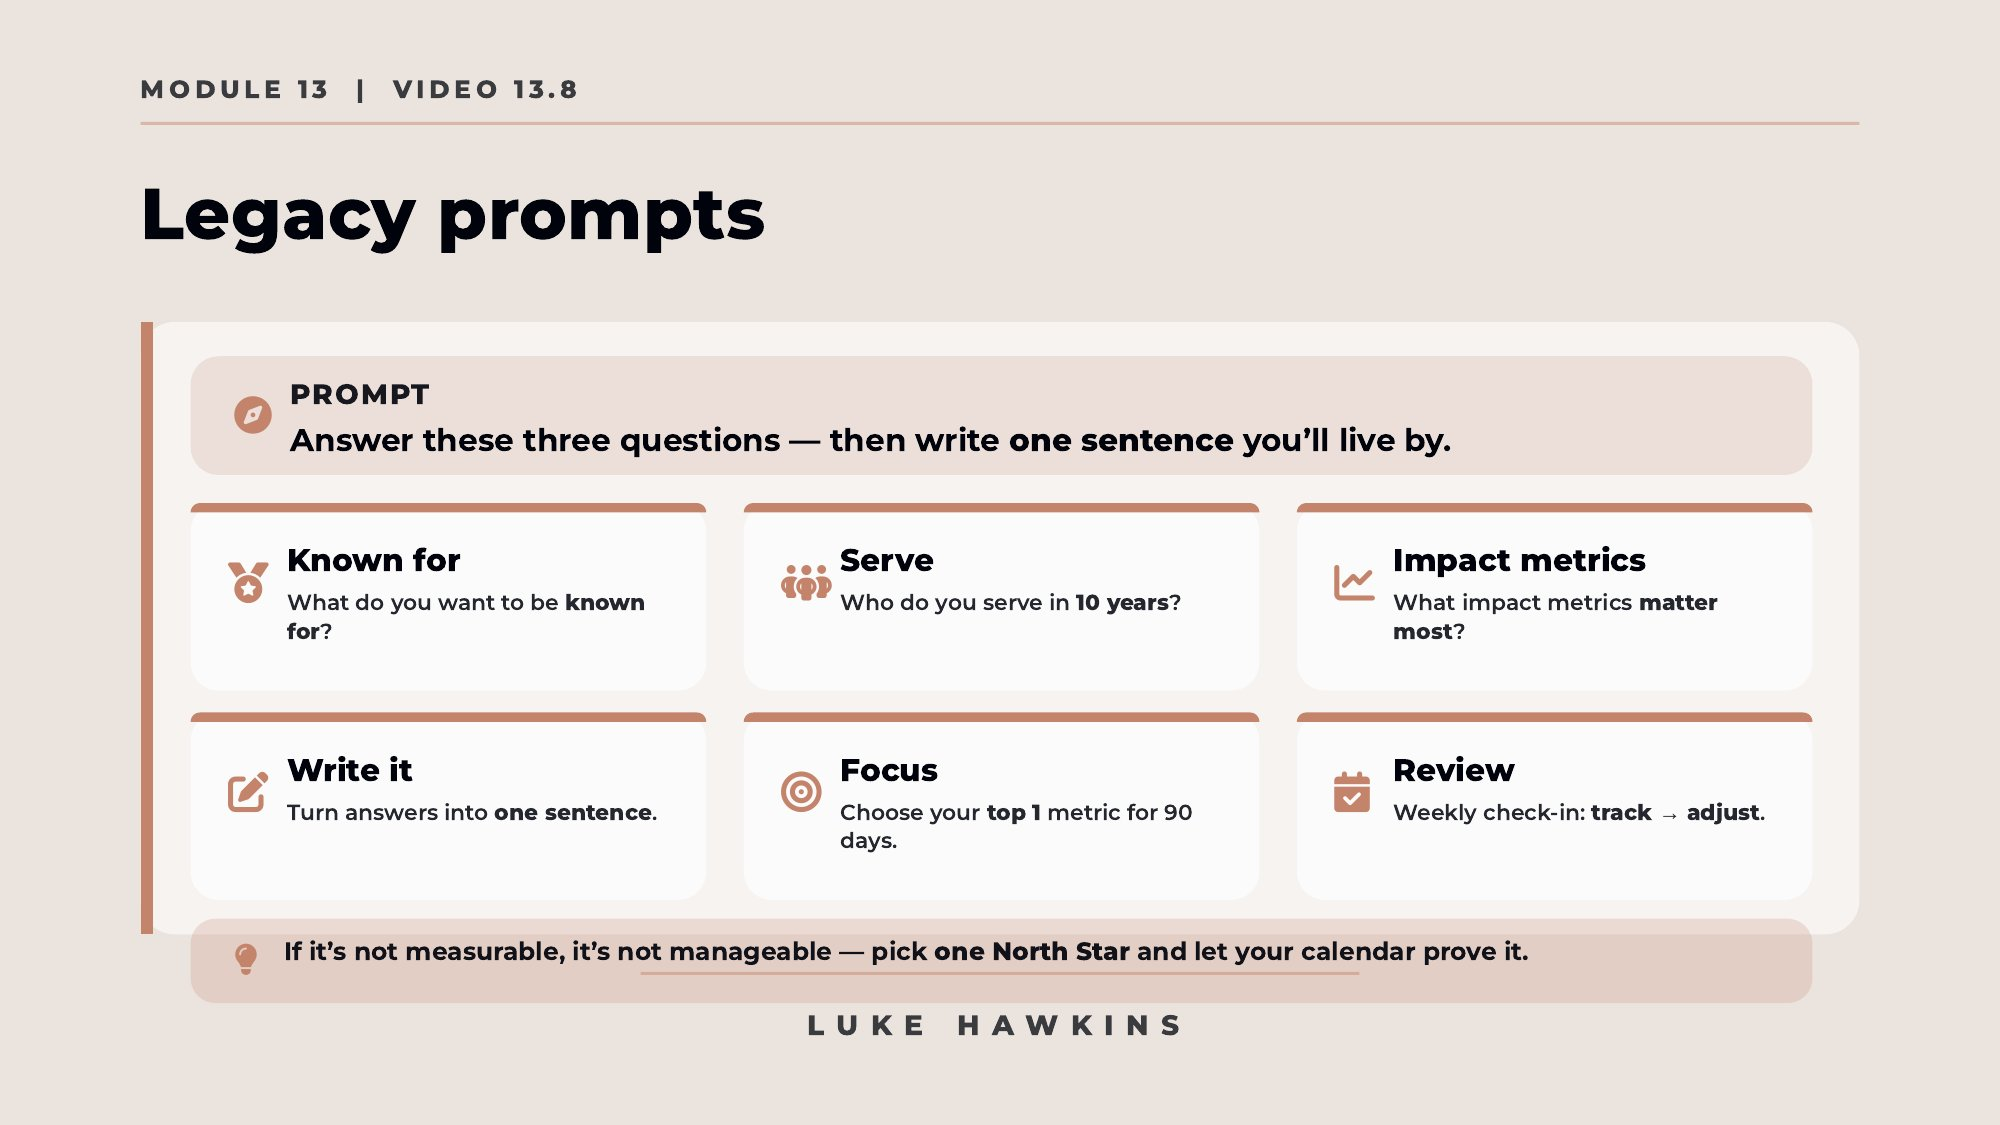 MODULE 13 | VIDEO 13.8
Legacy prompts
PROMPT
Answer these three questions — then write one sentence you’ll live by.
Known for
What do you want to be known
for?
Serve
Who do you serve in 10 years?
Impact metrics
What impact metrics matter
most?
Write it
Turn answers into one sentence.
Focus
Choose your top 1 metric for 90
days.
Review
Weekly check-in: track → adjust.
If it’s not measurable, it’s not manageable — pick one North Star and let your calendar prove it.
LUKE HAWKINS